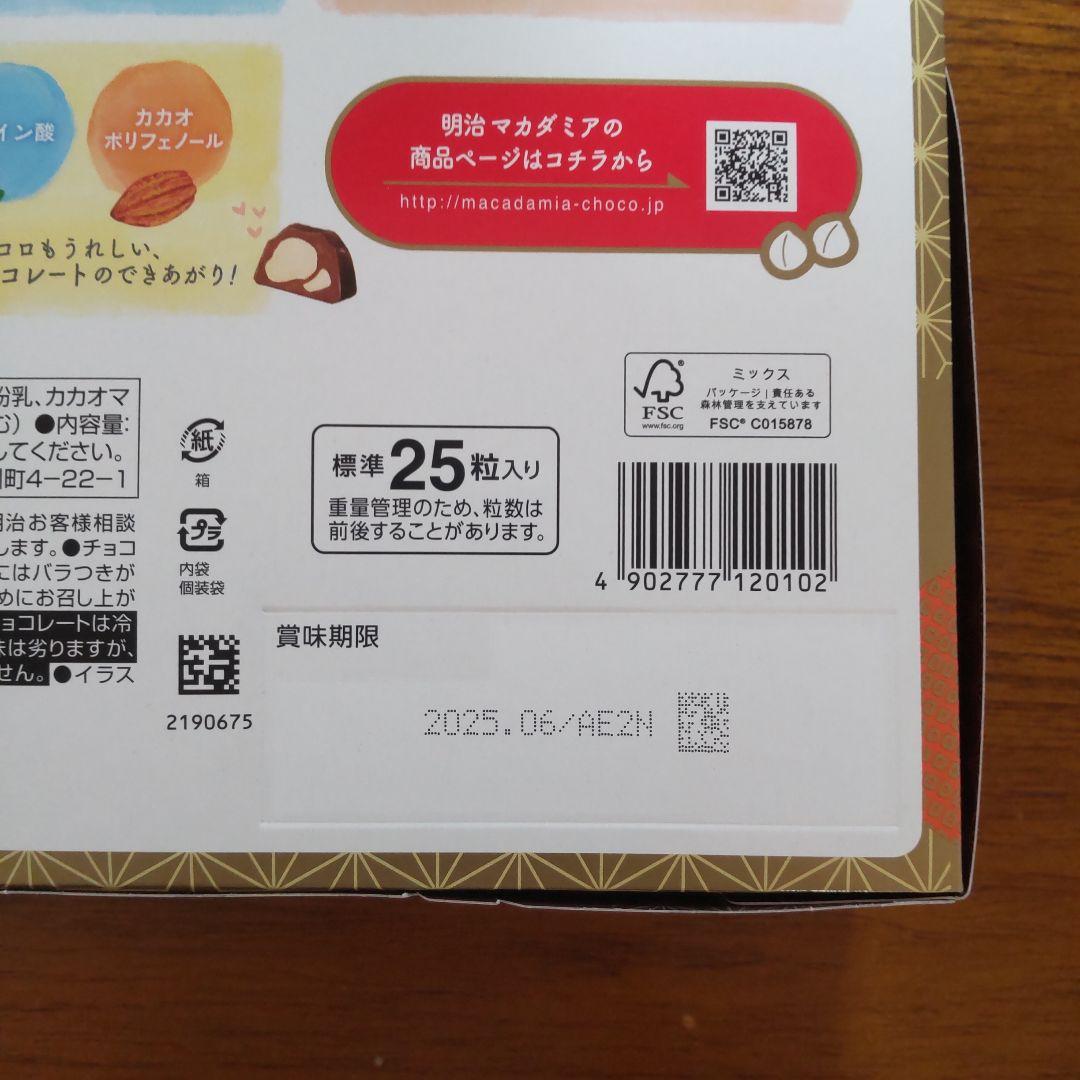 イン酸
カカオ
ポリフェノール
明治 マカダミアの
商品ページはコチラから
http://macadamia-choco.jp
コロもうれしい、
コレートのできあがり!
粉乳、カカオマ
む) ●内容量:
してください。
町4-22-1
明治お客様相談
します。●チョコ
にはバラつきが
めにお召し上が
ョコレートは冷
味は劣りますが、
せん。●イラス
紙
箱
プラ
内袋
個装袋
2190675
標準25粒入り
重量管理のため、粒数は
前後することがあります。
FSC®
www.fsc.org
ミックス
パッケージ|責任ある
森林管理を支えています
FSC® C015878
4 902777 120102
賞味期限
2025.06/AE2N